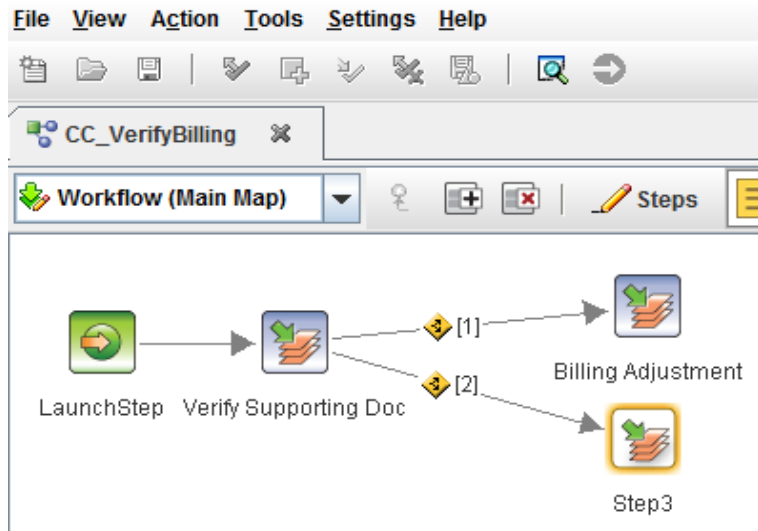 File View Action Tools Settings Help
CC_VerifyBilling
Workflow (Main Map) Steps
[1]
[2]
Billing Adjustment
LaunchStep Verify Supporting Doc
Step3